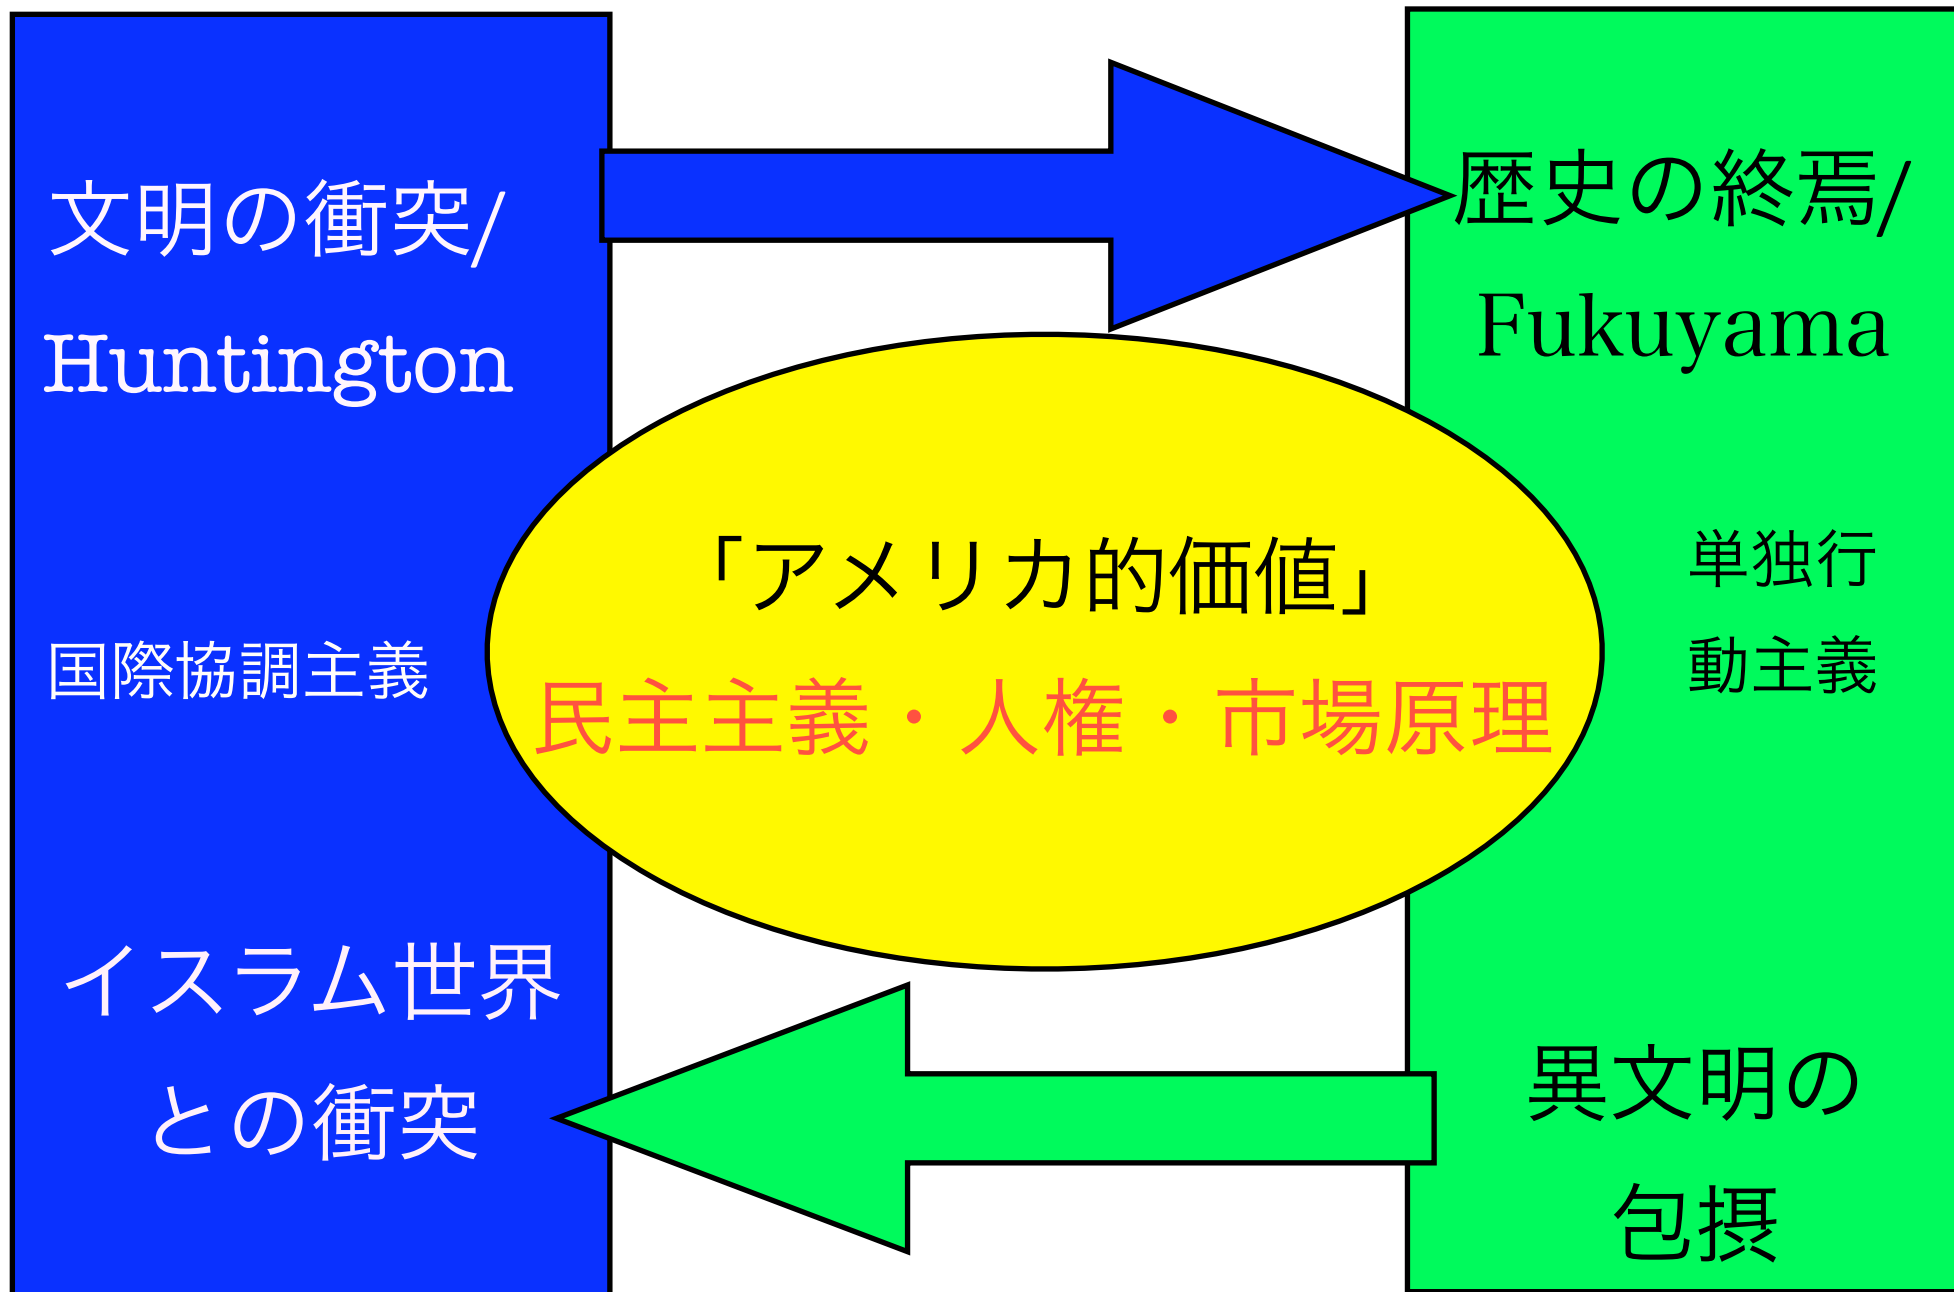 文明の衝突/
Huntington
国際協調主義
イスラム世界
との衝突
「アメリカ的価値」
民主主義・人権・市場原理
歴史の終焉/
Fukuyama
単独行
動主義
異文明の
包摂